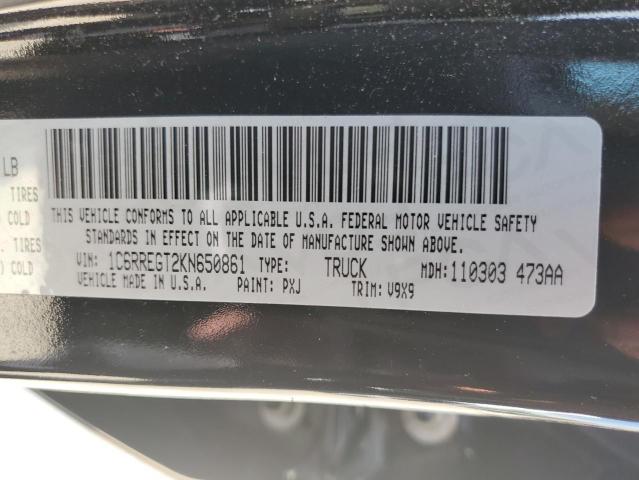 LB
TIRES
COLD
TIRES
COLD
THIS VEHICLE CONFORMS TO ALL APPLICABLE U.S.A. FEDERAL MOTOR VEHICLE SAFETY
STANDARDS IN EFFECT ON THE DATE OF MANUFACTURE SHOWN ABOVE.
VIN: 1C6RREGT2KN650861 TYPE: TRUCK MDH: 110303 473AA
VEHICLE MADE IN U.S.A. PAINT: PXJ TRIM: V9X9